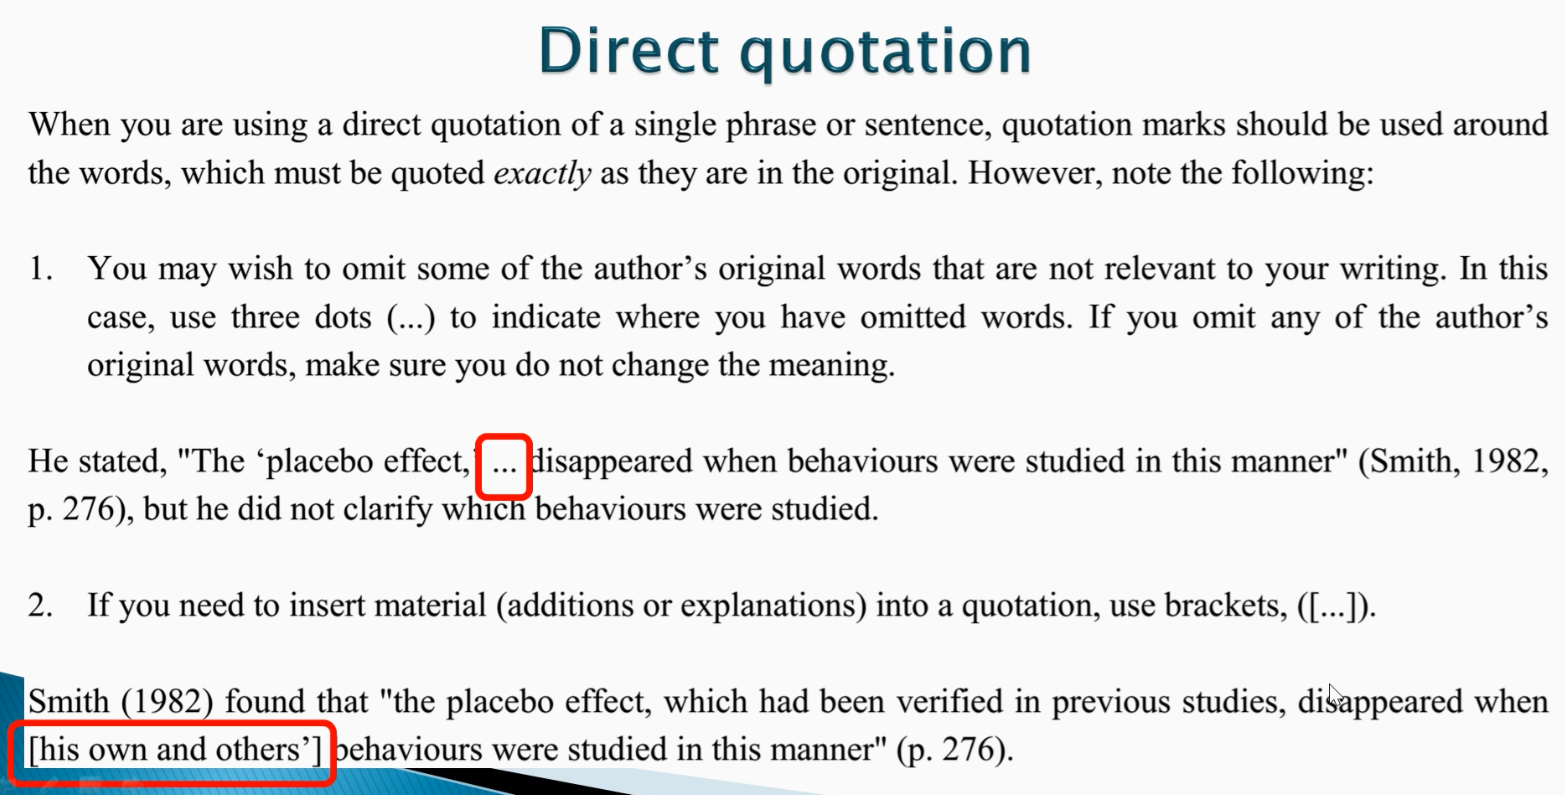 Direct quotation
When you are using a direct quotation of a single phrase or sentence, quotation marks should be used around
the words, which must be quoted exactly as they are in the original. However, note the following:
1. You may wish to omit some of the author’s original words that are not relevant to your writing. In this
case, use three dots (...) to indicate where you have omitted words. If you omit any of the author’s
original words, make sure you do not change the meaning.
He stated, "The ‘placebo effect,’ ... disappeared when behaviours were studied in this manner" (Smith, 1982,
p. 276), but he did not clarify which behaviours were studied.
2. If you need to insert material (additions or explanations) into a quotation, use brackets, ([...]).
Smith (1982) found that "the placebo effect, which had been verified in previous studies, disappeared when
[his own and others’] behaviours were studied in this manner" (p. 276).